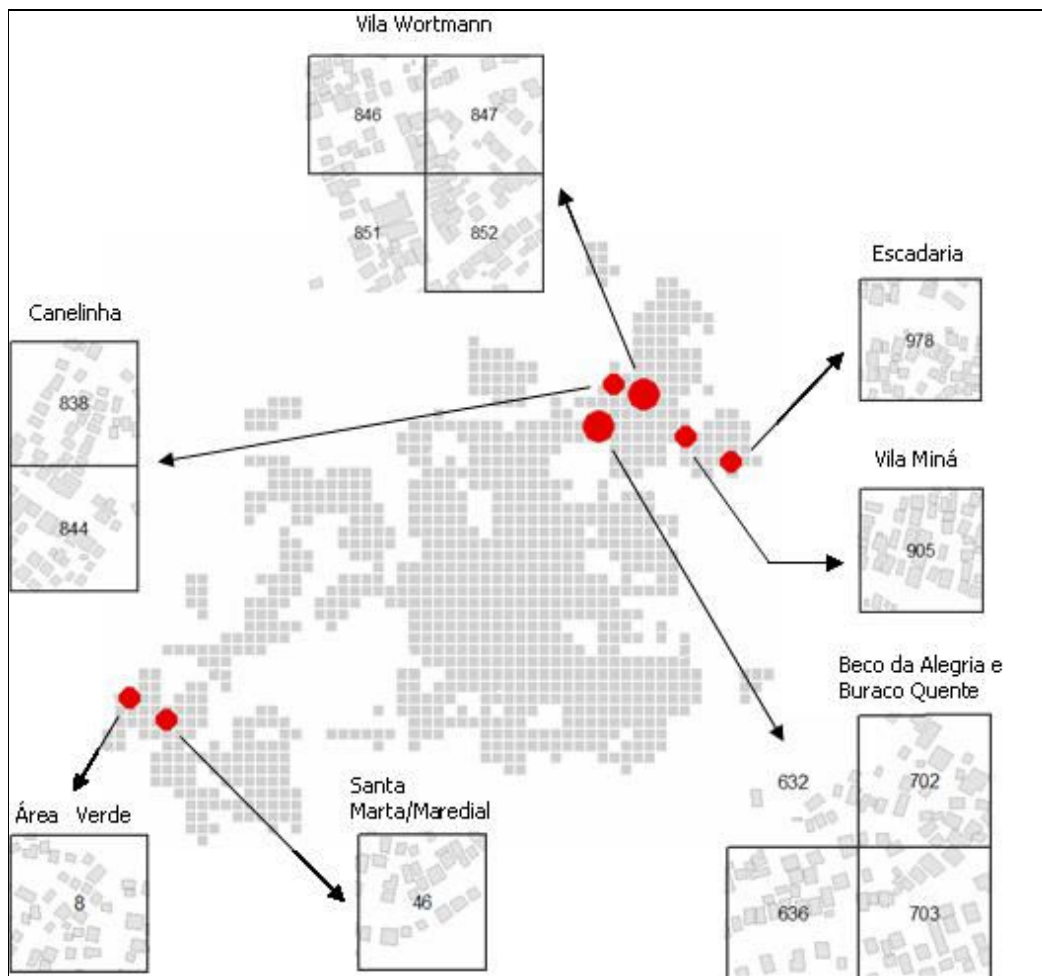 Vila Wortmann
846
847
851
852
Escadaria
978
Canelinha
838
844
Vila Miná
905
Beco da Alegria e
Buraco Quente
632
702
636
703
Santa
Marta/Maredial
46
Área Verde
8